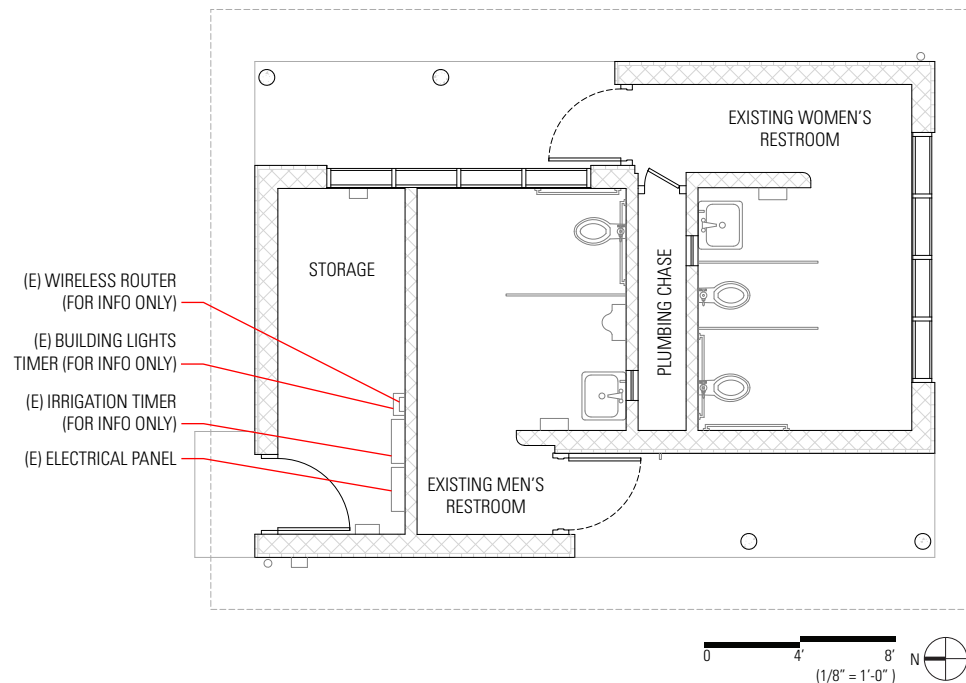 EXISTING WOMEN'S
RESTROOM
STORAGE
PLUMBING CHASE
(E) WIRELESS ROUTER
(FOR INFO ONLY)
(E) BUILDING LIGHTS
TIMER (FOR INFO ONLY)
(E) IRRIGATION TIMER
(FOR INFO ONLY)
(E) ELECTRICAL PANEL
EXISTING MEN'S
RESTROOM
0 4' 8'
(1/8" = 1'-0" )
N